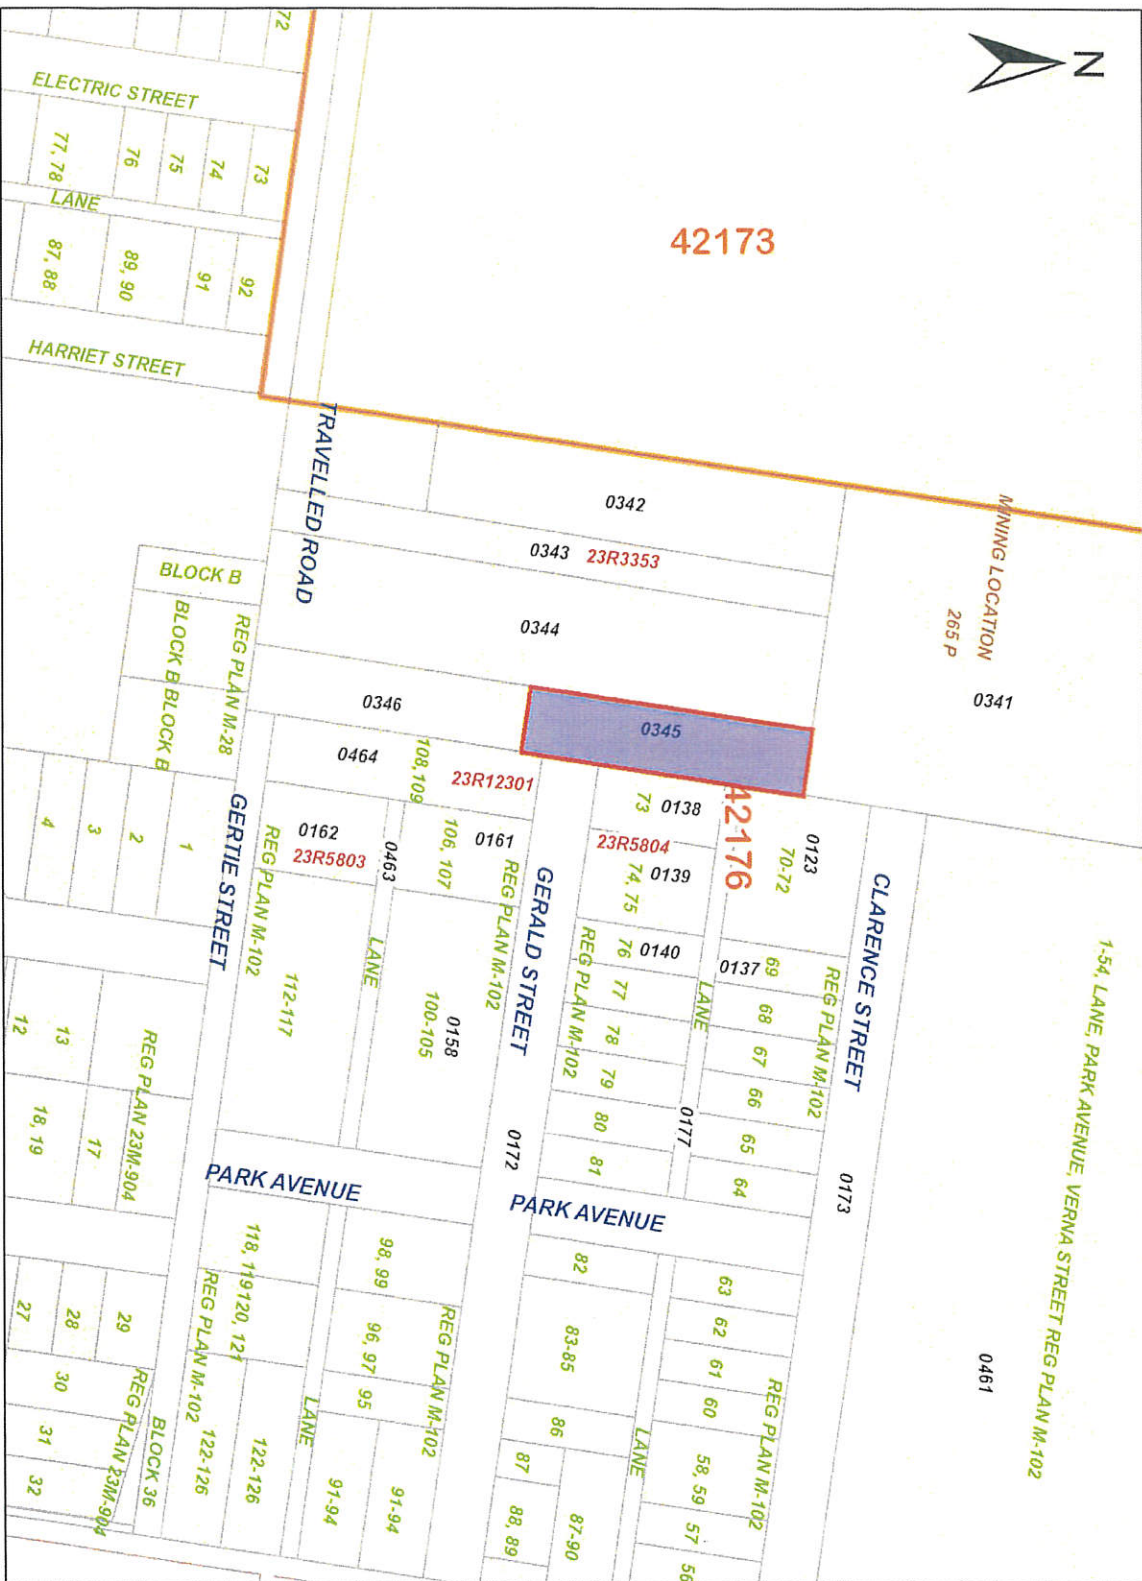 N
72
ELECTRIC STREET
73
74
75
76
77, 78
LANE
92
91
89, 90
87, 88
HARRIET STREET
42173
TRAVELLED ROAD
MINING LOCATION
265 P
0341
0342
0343
23R3353
0344
0345
0346
BLOCK B
BLOCK B
BLOCK B
REG PLAN M-28
0464
108,109
23R12301
42176
0138
73
23R5804
0139
74, 75
0140
76
0123
70-72
0137
69
68
67
66
65
64
77
78
79
80
81
LANE
0177
REG PLAN M-102
REG PLAN M-102
CLARENCE STREET
0173
GERALD STREET
0172
0161
106, 107
REG PLAN M-102
0162
23R5803
0463
LANE
0158
100-105
112-117
REG PLAN M-102
GERTIE STREET
1
2
3
4
13
12
17
18, 19
REG PLAN 23M-904
PARK AVENUE
PARK AVENUE
1-54, LANE, PARK AVENUE, VERNA STREET REG PLAN M-102
0461
63
62
61
60
58, 59
57
56
REG PLAN M-102
82
83-85
86
87
88, 89
87-90
LANE
98, 99
96, 97
95
91-94
91-94
REG PLAN M-102
LANE
118, 119
120, 121
122-126
122-126
REG PLAN M-102
BLOCK 36
REG PLAN 23M-904
29
28
27
30
31
32